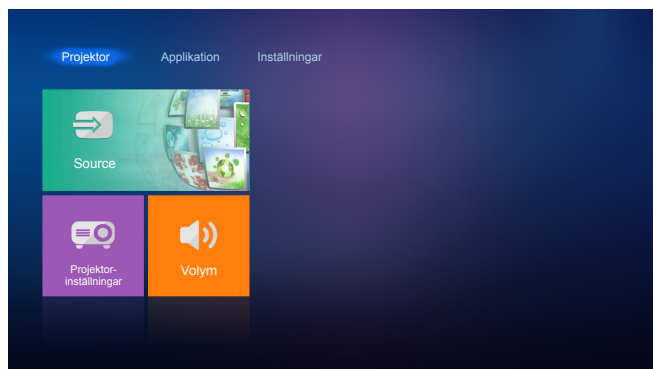 Projektor
Applikation
Inställningar
Source
Projektor-
inställningar
Volym